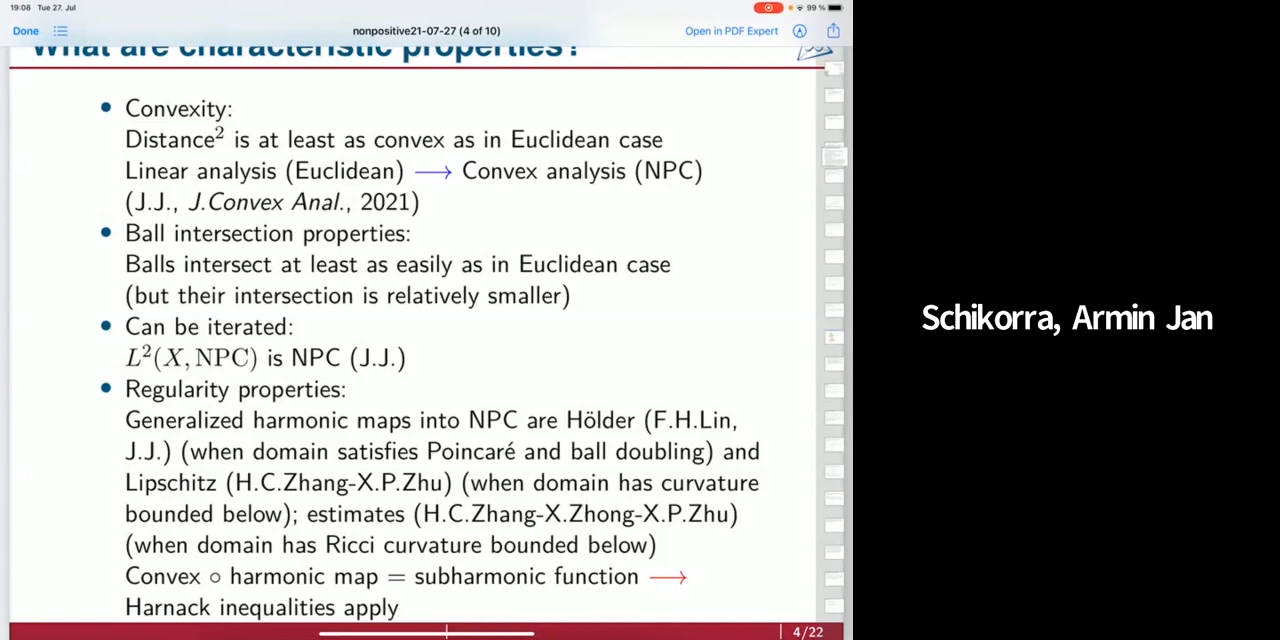 19:08 Tue 27. Jul
99 %
Done
nonpositive21-07-27 (4 of 10)
Open in PDF Expert
What are characteristic properties?
• Convexity:
Distance² is at least as convex as in Euclidean case
Linear analysis (Euclidean) ⟶ Convex analysis (NPC)
(J.J., J.Convex Anal., 2021)
• Ball intersection properties:
Balls intersect at least as easily as in Euclidean case
(but their intersection is relatively smaller)
• Can be iterated:
L²(X, NPC) is NPC (J.J.)
• Regularity properties:
Generalized harmonic maps into NPC are Hölder (F.H.Lin,
J.J.) (when domain satisfies Poincaré and ball doubling) and
Lipschitz (H.C.Zhang-X.P.Zhu) (when domain has curvature
bounded below); estimates (H.C.Zhang-X.Zhong-X.P.Zhu)
(when domain has Ricci curvature bounded below)
Convex ∘ harmonic map = subharmonic function ⟶
Harnack inequalities apply
4/22
Schikorra, Armin Jan